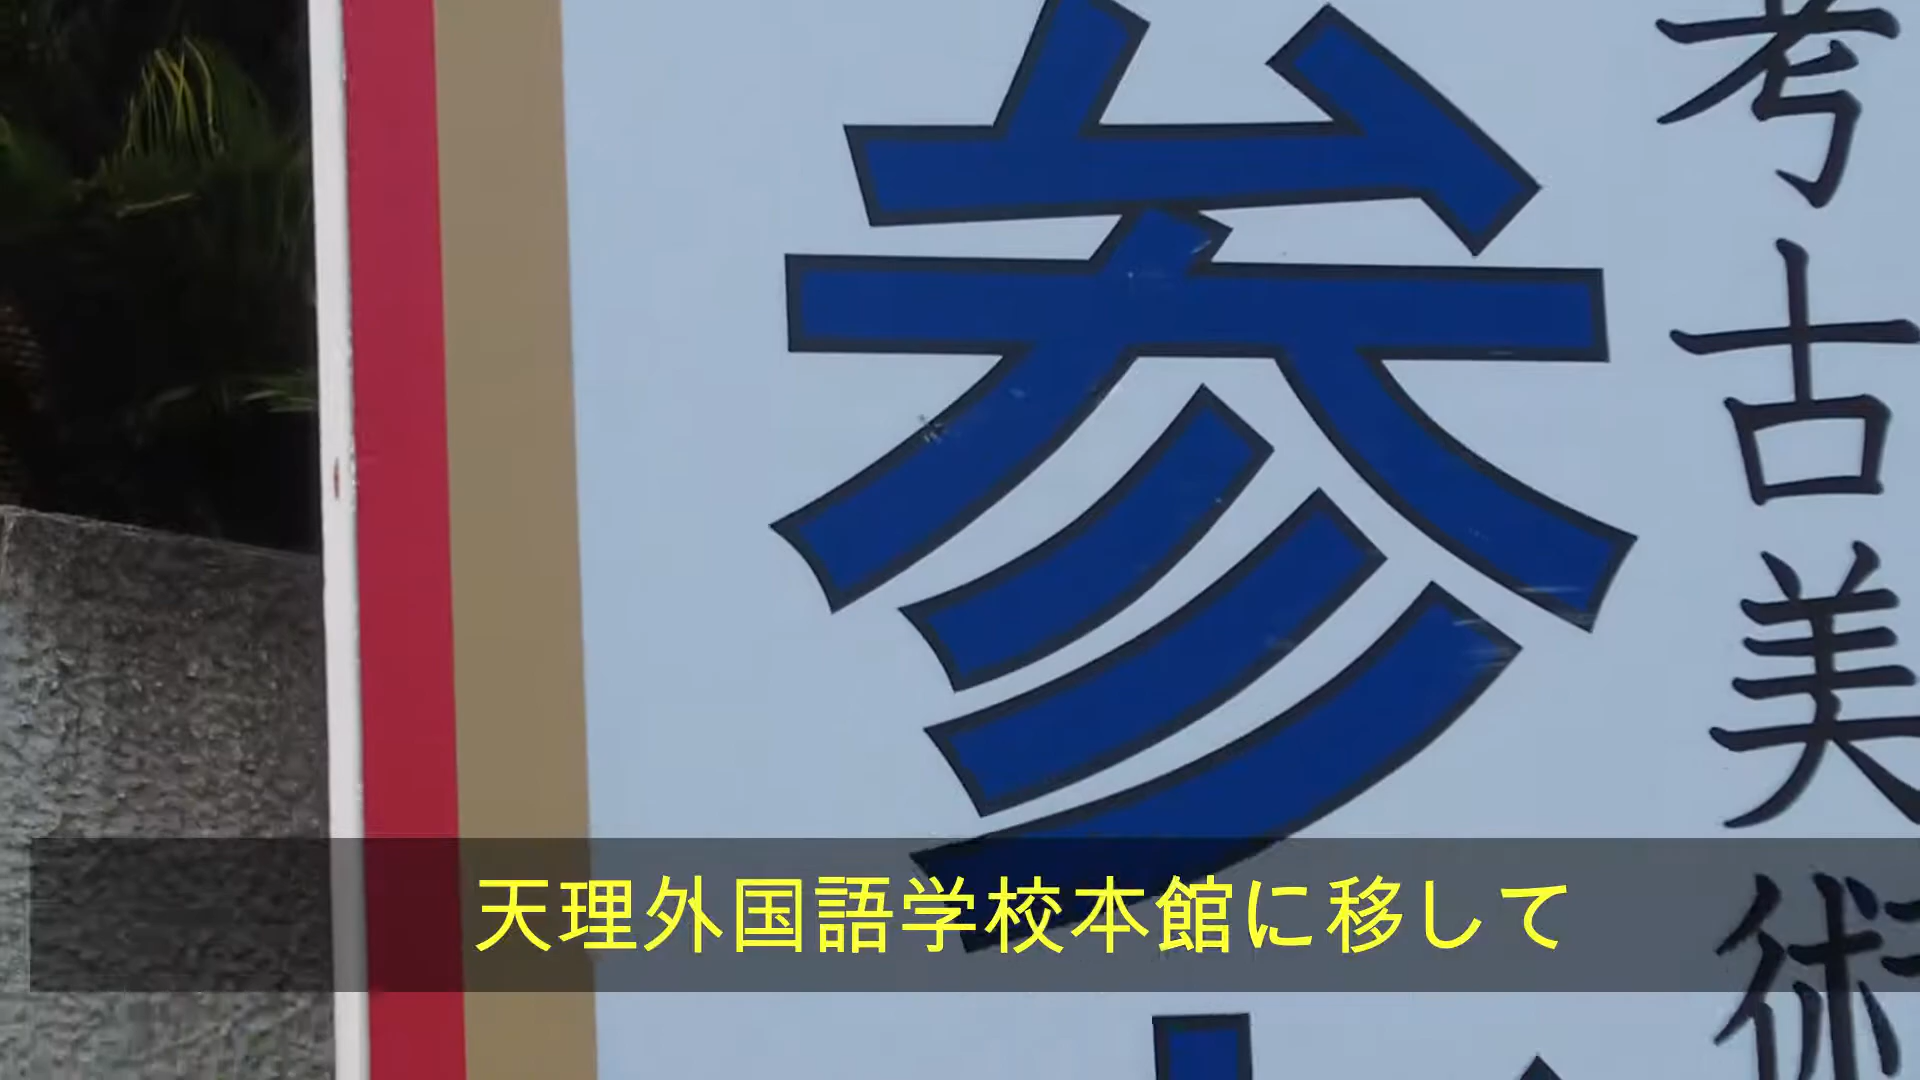 考古美術
参
天理外国語学校本館に移して